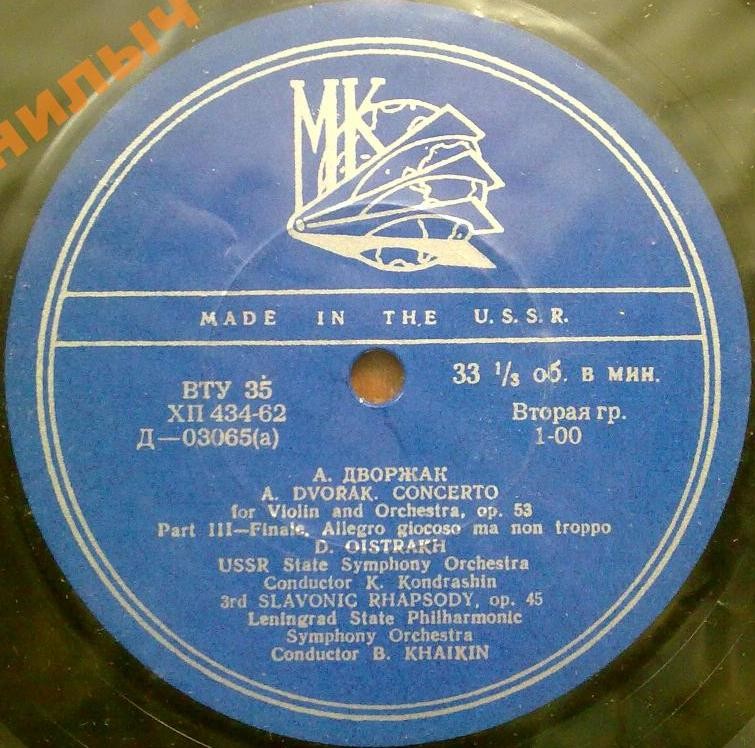 нилыч
МК
MADE IN THE U.S.S.R.
ВТУ 35
ХП 434-62
Д—03065(а)
33 1/3 об. в мин.
Вторая гр.
1-00
А. ДВОРЖАК
A. DVOŘAK. CONCERTO
for Violin and Orchestra, op. 53
Part III—Finale. Allegro giocoso ma non troppo
D. OISTRAKH
USSR State Symphony Orchestra
Conductor K. Kondrashin
3rd SLAVONIC RHAPSODY, op. 45
Leningrad State Philharmonic
Symphony Orchestra
Conductor B. KHAIKIN